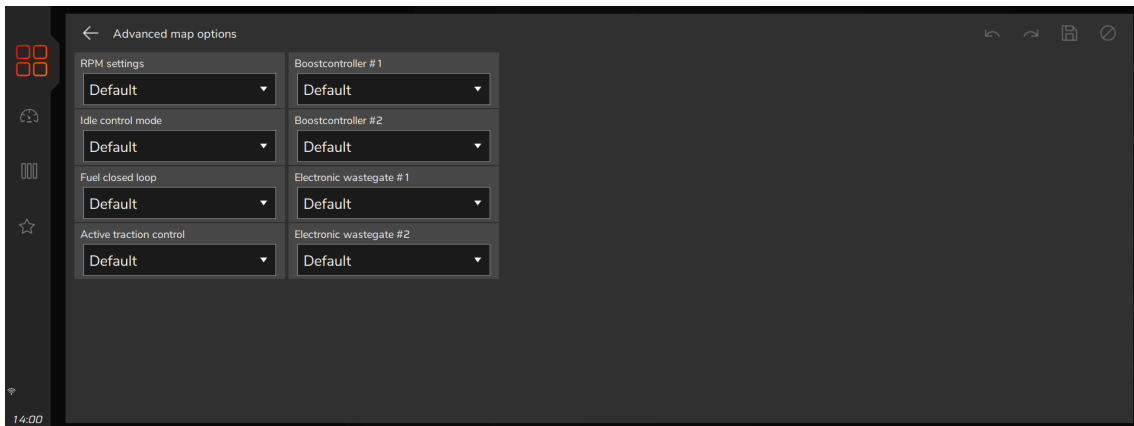 Advanced map options
RPM settings
Default
Boostcontroller #1
Default
Idle control mode
Default
Boostcontroller #2
Default
Fuel closed loop
Default
Electronic wastegate #1
Default
Active traction control
Default
Electronic wastegate #2
Default
14:00